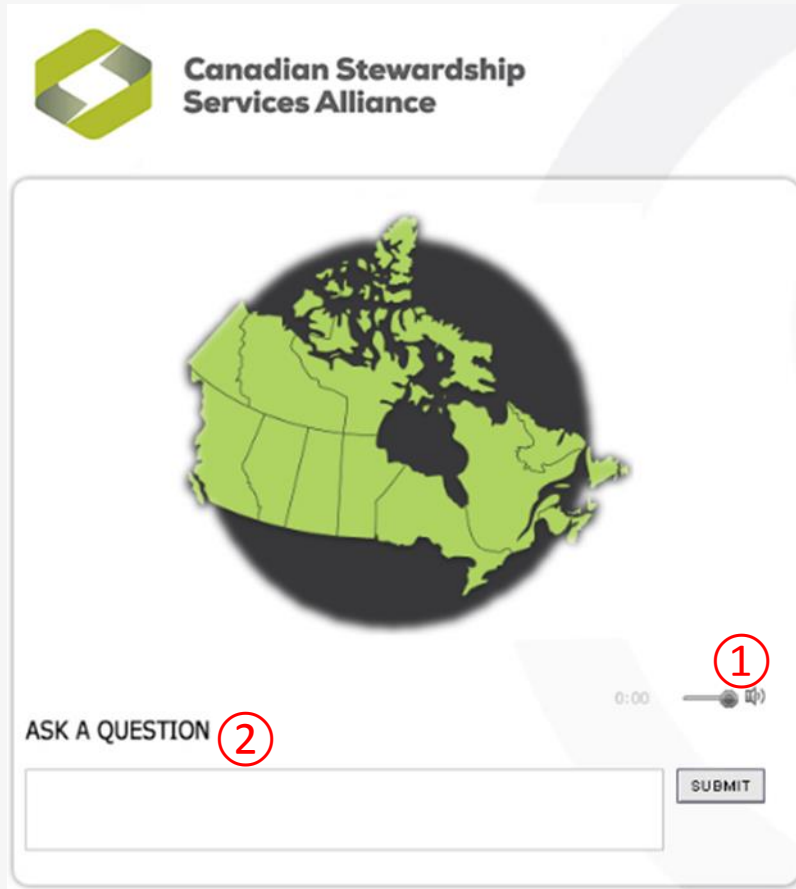 Canadian Stewardship
Services Alliance
①
0:00
ASK A QUESTION ②
SUBMIT